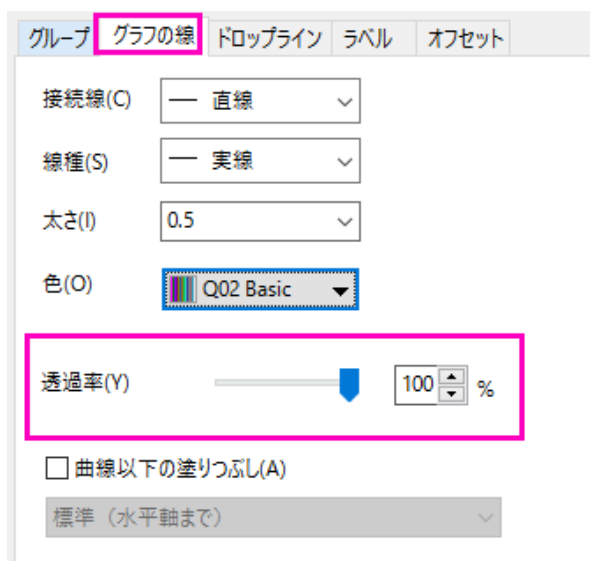 グループ グラフの線 ドロップライン ラベル オフセット
接続線(C) 直線
線種(S) 実線
太さ(I) 0.5
色(O) Q02 Basic
透過率(Y) 100 %
曲線以下の塗りつぶし(A)
標準（水平軸まで）